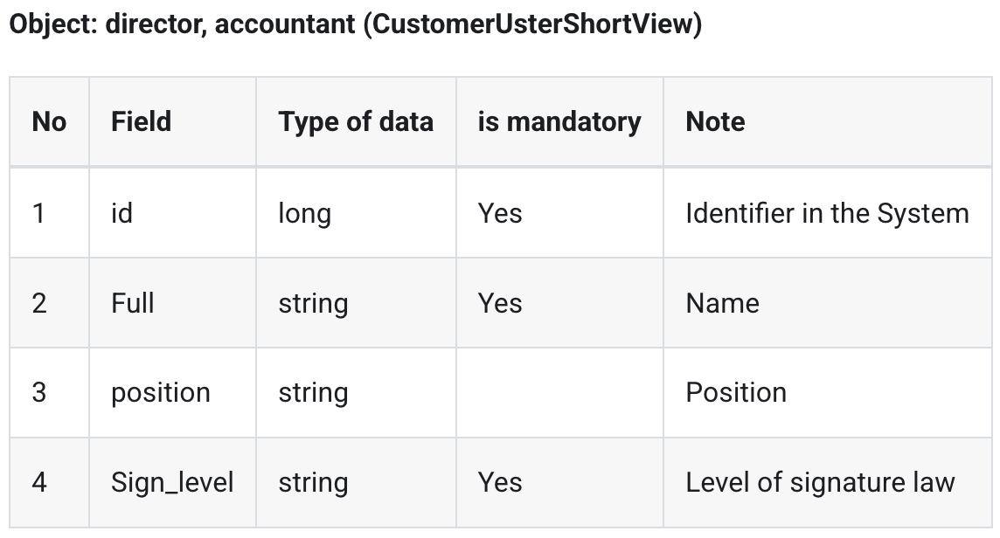 Object: director, accountant (CustomerUsterShortView)
No Field Type of data is mandatory Note
1 id long Yes Identifier in the System
2 Full string Yes Name
3 position string Position
4 Sign_level string Yes Level of signature law